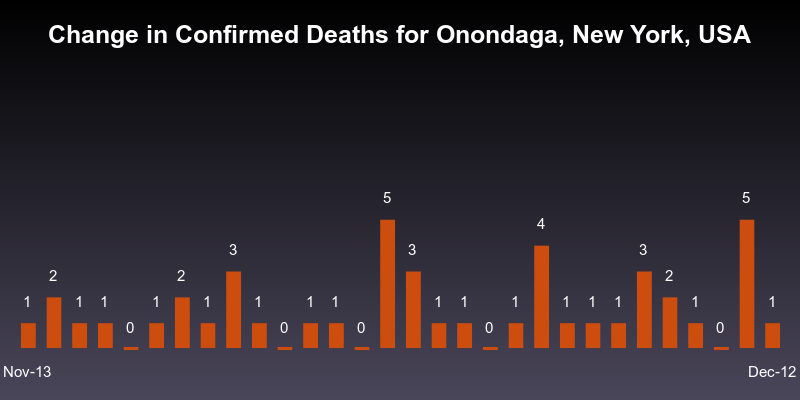 Change in Confirmed Deaths for Onondaga, New York, USA
1 2 1 1 0 1 2 1 3 1 0 1 1 0 5 3 1 1 0 1 4 1 1 1 3 2 1 0 5 1
Nov-13 Dec-12